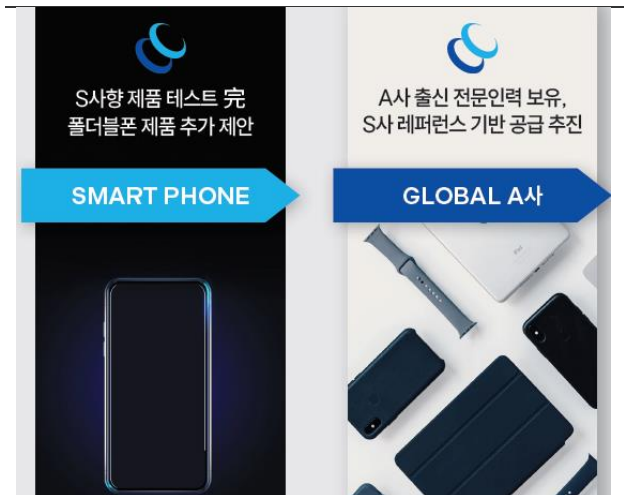 S사향 제품 테스트 完
폴더블폰 제품 추가 제안
SMART PHONE
A사 출신 전문인력 보유,
S사 레퍼런스 기반 공급 추진
GLOBAL A사
iPad